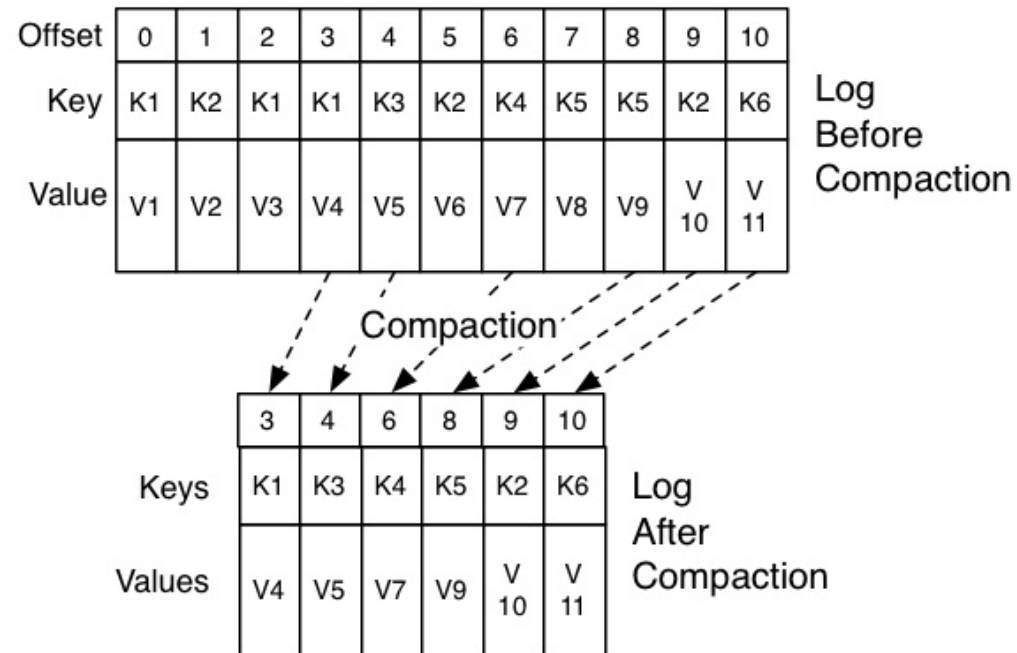 Offset 0 1 2 3 4 5 6 7 8 9 10
Key K1 K2 K1 K1 K3 K2 K4 K5 K5 K2 K6
Value V1 V2 V3 V4 V5 V6 V7 V8 V9 V 10 V 11
Log
Before
Compaction
Compaction
3 4 6 8 9 10
Keys K1 K3 K4 K5 K2 K6
Values V4 V5 V7 V9 V 10 V 11
Log
After
Compaction